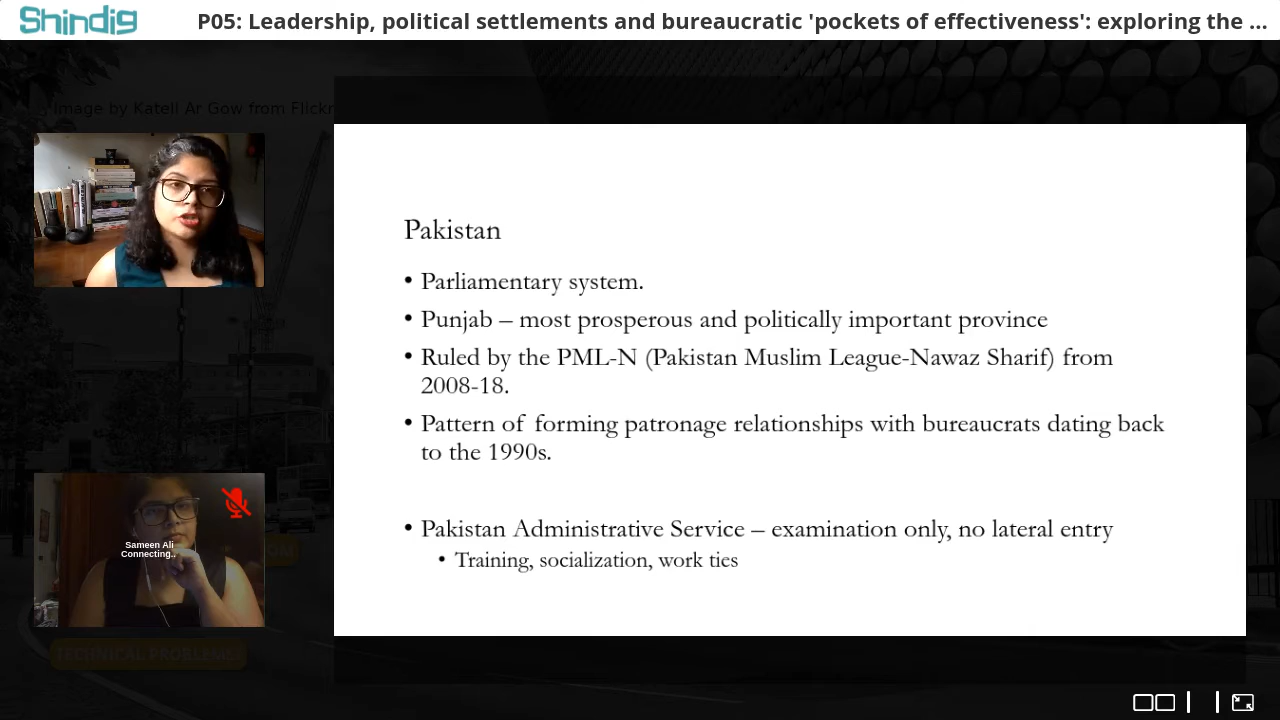 Shindig
P05: Leadership, political settlements and bureaucratic 'pockets of effectiveness': exploring the ...
Image by Katell Ar Gow from Flickr
Pakistan
• Parliamentary system.
• Punjab – most prosperous and politically important province
• Ruled by the PML-N (Pakistan Muslim League-Nawaz Sharif) from
2008-18.
• Pattern of forming patronage relationships with bureaucrats dating back
to the 1990s.
• Pakistan Administrative Service – examination only, no lateral entry
• Training, socialization, work ties
Sameen Ali
Connecting..
TECHNICAL PROBLEMS?